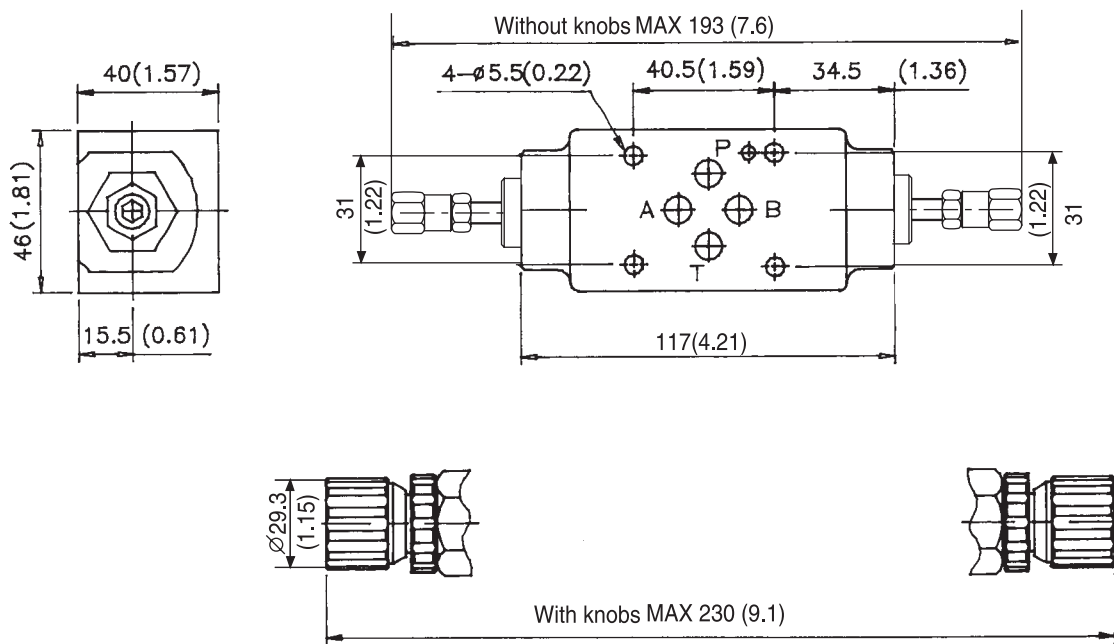 Without knobs MAX 193 (7.6)
40(1.57)
4-ø5.5(0.22)
40.5(1.59)
34.5
(1.36)
46(1.81)
15.5 (0.61)
31
(1.22)
P
A
B
T
(1.22)
31
117(4.21)
Ø29.3
(1.15)
With knobs MAX 230 (9.1)